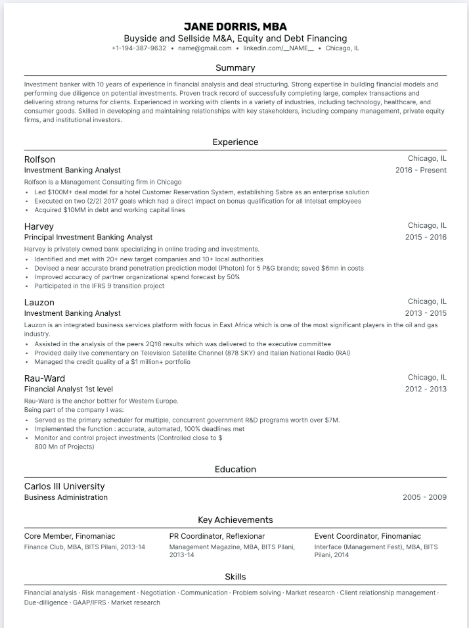 JANE DORRIS, MBA
Buyside and Sellside M&A, Equity and Debt Financing
+1-194-387-9632 • name@gmail.com • linkedin.com/__NAME__ • Chicago, IL
Summary
Investment banker with 10 years of experience in financial analysis and deal structuring. Strong expertise in building financial models and
performing due diligence on potential investments. Proven track record of successfully completing large, complex transactions and
delivering strong returns for clients. Experienced in working with clients in a variety of industries, including technology, healthcare, and
consumer goods. Skilled in developing and maintaining relationships with key stakeholders, including company management, private equity
firms, and institutional investors.
Experience
Rolfson Chicago, IL
Investment Banking Analyst 2016 - Present
Rolfson is a Management Consulting firm in Chicago
• Led $100M+ deal model for a hotel Customer Reservation System, establishing Sabre as an enterprise solution
• Executed on two (2/2) 2017 goals which had a direct impact on bonus qualification for all Intelsat employees
• Acquired $10MM in debt and working capital lines
Harvey Chicago, IL
Principal Investment Banking Analyst 2015 - 2016
Harvey is privately owned bank specializing in online trading and investments.
• Identified and met with 20+ new target companies and 10+ local authorities
• Devised a near accurate brand penetration prediction model (Photon) for 5 P&G brands; saved $6mn in costs
• Improved accuracy of partner organizational spend forecast by 50%
• Participated in the IFRS 9 transition project
Lauzon Chicago, IL
Investment Banking Analyst 2013 - 2015
Lauzon is an integrated business services platform with focus in East Africa which is one of the most significant players in the oil and gas
industry.
• Assisted in the analysis of the peers 2Q16 results which was delivered to the executive committee
• Provided daily live commentary on Television Satellite Channel (878 SKY) and Italian National Radio (RAI)
• Managed the credit quality of a $1 million+ portfolio
Rau-Ward Chicago, IL
Financial Analyst 1st level 2012 - 2013
Rau-Ward is the anchor bottler for Western Europe.
Being part of the company I was:
• Served as the primary scheduler for multiple, concurrent government R&D programs worth over $7M.
• Implemented the function : accurate, automated, 100% deadlines met
• Monitor and control project investments (Controlled close to $
800 Mn of Projects)
Education
Carlos III University
Business Administration 2005 - 2009
Key Achievements
Core Member, Finomaniac
Finance Club, MBA, BITS Pilani, 2013-14
PR Coordinator, Reflexionar
Management Magazine, MBA, BITS Pilani,
2013-14
Event Coordinator, Finomaniac
Interface (Management Fest), MBA, BITS
Pilani, 2014
Skills
Financial analysis · Risk management · Negotiation · Communication · Problem solving · Market research · Client relationship management ·
Due-dilligence · GAAP/IFRS · Market research